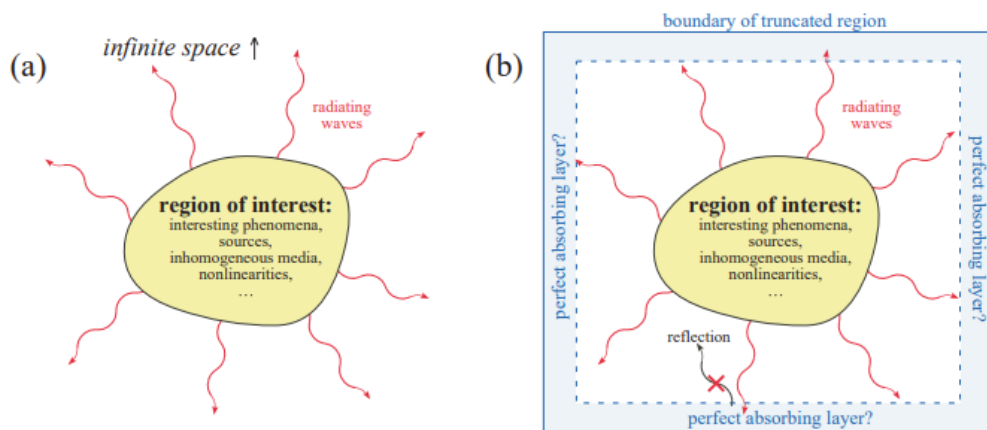 (a)
infinite space ↑
radiating
waves
region of interest:
interesting phenomena,
sources,
inhomogeneous media,
nonlinearities,
...
boundary of truncated region
(b)
radiating
waves
perfect absorbing layer?
region of interest:
interesting phenomena,
sources,
inhomogeneous media,
nonlinearities,
...
perfect absorbing layer?
reflection
perfect absorbing layer?